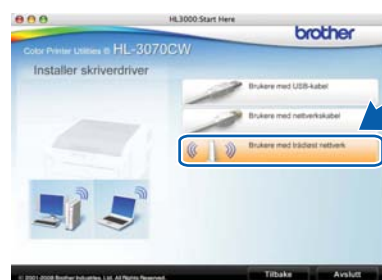 HL3000 Start Here
brother
Color Printer Utilities © HL-3070CW
Installer skriverdriver
Brukere med USB-kabel
Brukere med nettverkskabel
Brukere med trådløst nettverk
© 2001-2008 Brother Industries, Ltd. All Rights Reserved.
Tilbake
Avslutt